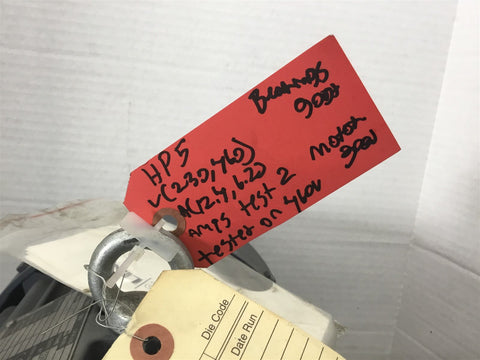 HP 5
V(230,460)
A(12.4, 6.20)
Amps test 2
tested on 460V
Bearings
good
motor
good
Die Code
Date Run